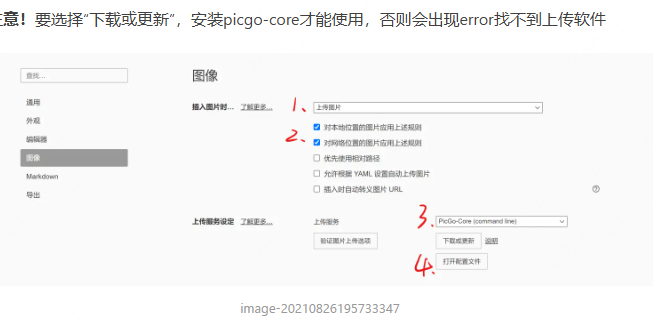 意！要选择“下载或更新”，安装picgo-core才能使用，否则会出现error找不到上传软件
查找...
图像
通用
外观
编辑器
图像
Markdown
导出
插入图片时... 了解更多... 1、 上传图片
对本地位置的图片应用上述规则
2、 对网络位置的图片应用上述规则
优先使用相对路径
允许根据 YAML 设置自动上传图片
插入时自动转义图片 URL
上传服务设定 了解更多... 上传服务 3、 PicGo-Core (command line)
验证图片上传选项 下载或更新 说明
4、 打开配置文件
image-20210826195733347